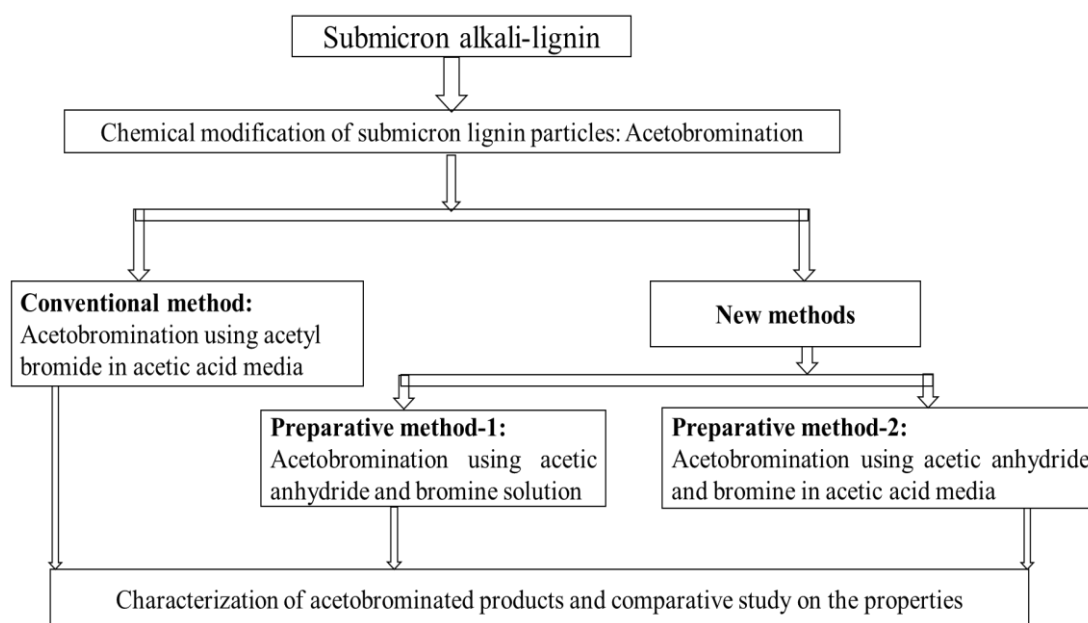 Submicron alkali-lignin
Chemical modification of submicron lignin particles: Acetobromination
Conventional method:
Acetobromination using acetyl
bromide in acetic acid media
New methods
Preparative method-1:
Acetobromination using acetic
anhydride and bromine solution
Preparative method-2:
Acetobromination using acetic anhydride
and bromine in acetic acid media
Characterization of acetobrominated products and comparative study on the properties